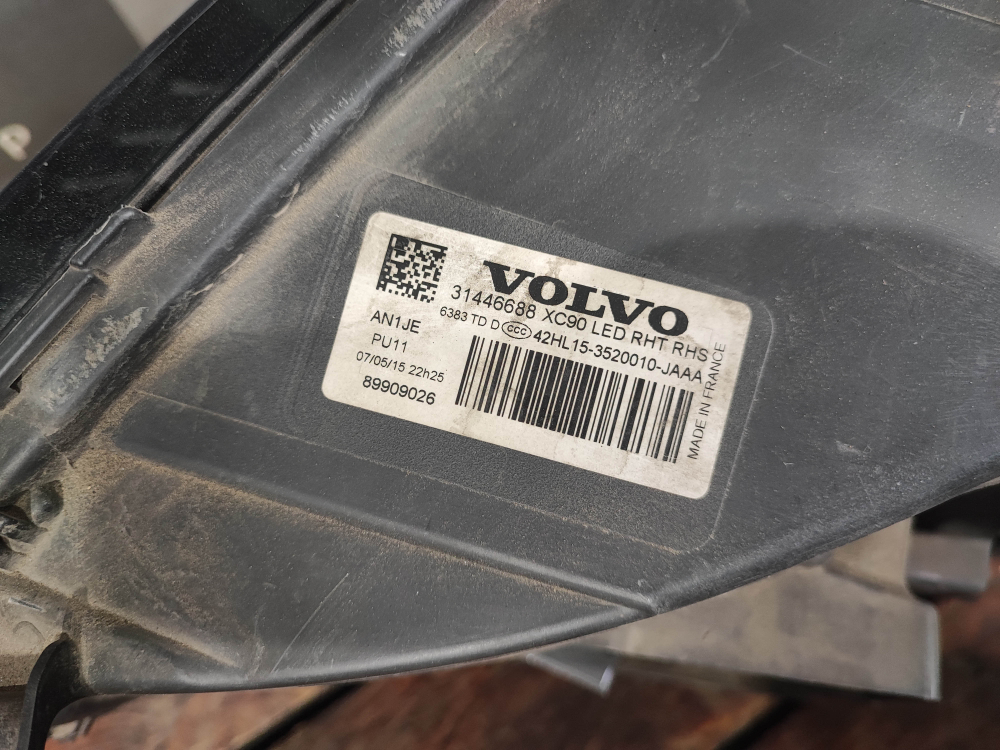 VOLVO
31446688 XC90 LED RHT RHS
6383 TD D CCC 42HL15-3520010-JAAA
AN1JE
PU11
07/05/15 22h25
89909026
MADE IN FRANCE
P